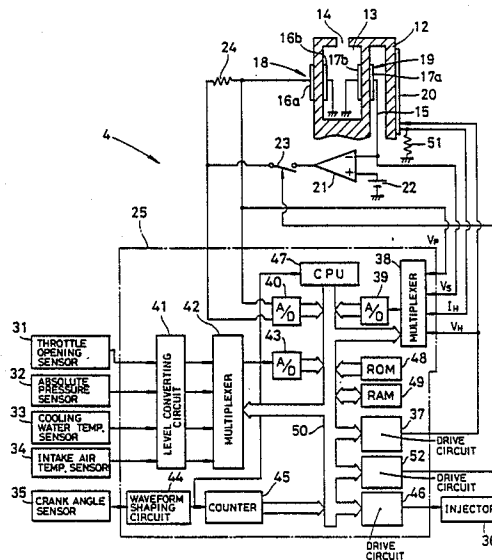 14
13
12
16b
17b
19
17a
20
24
18
16a
15
51
4
23
21
22
25
VP
47
CPU
38
MULTIPLEXER
VS
IH
VH
40
A/D
39
A/D
41
LEVEL CONVERTING CIRCUIT
42
MULTIPLEXER
43
A/D
31
THROTTLE OPENING SENSOR
32
ABSOLUTE PRESSURE SENSOR
33
COOLING WATER TEMP. SENSOR
34
INTAKE AIR TEMP. SENSOR
35
CRANK ANGLE SENSOR
44
WAVEFORM SHAPING CIRCUIT
45
COUNTER
50
ROM
48
RAM
49
37
DRIVE CIRCUIT
52
DRIVE CIRCUIT
46
DRIVE CIRCUIT
INJECTOR
36